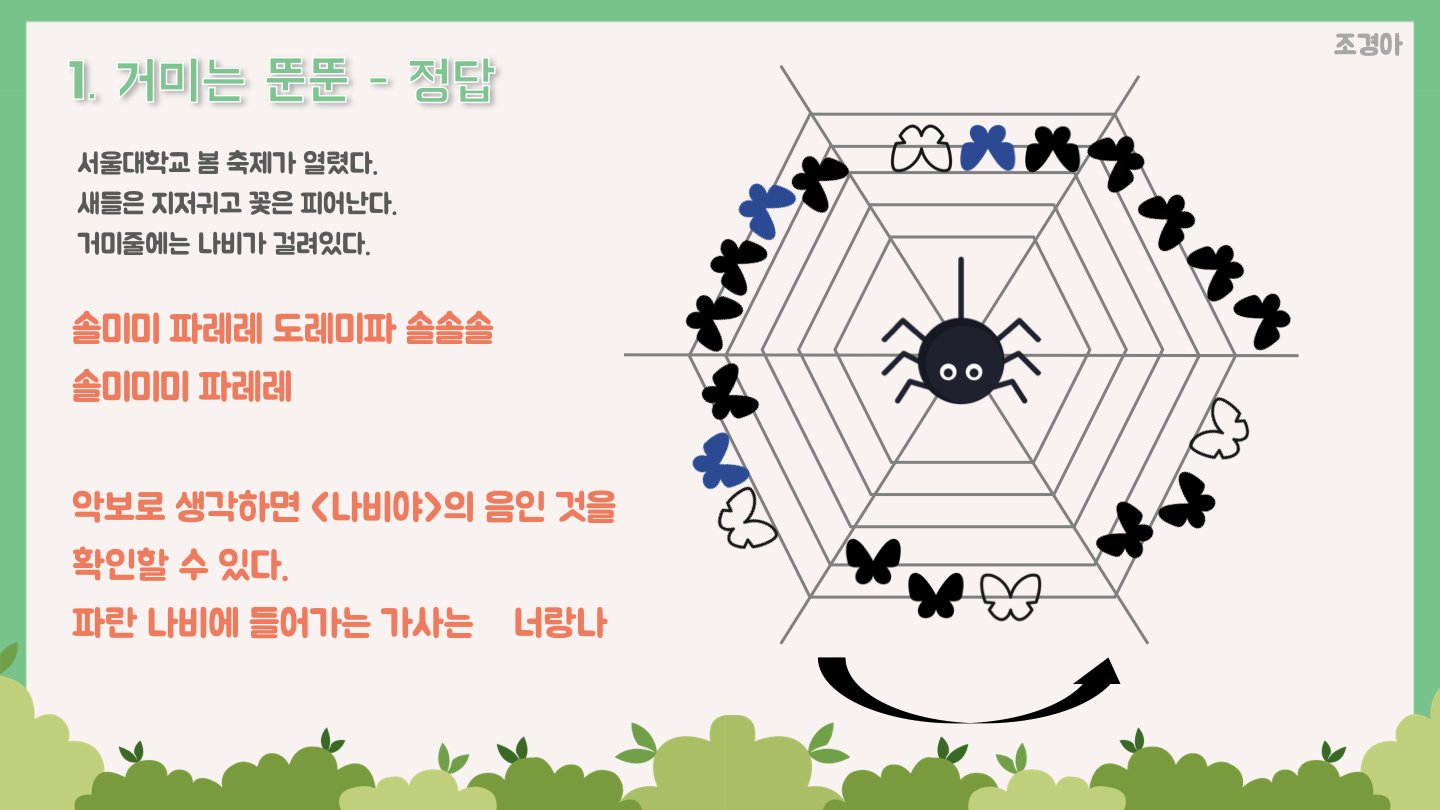 조경아
1. 거미는 뚠뚠 - 정답
서울대학교 봄 축제가 열렸다.
새들은 지저귀고 꽃은 피어난다.
거미줄에는 나비가 걸려있다.
솔미미 파레레 도레미파 솔솔솔
솔미미미 파레레
악보로 생각하면 <나비야>의 음인 것을
확인할 수 있다.
파란 나비에 들어가는 가사는 너랑나